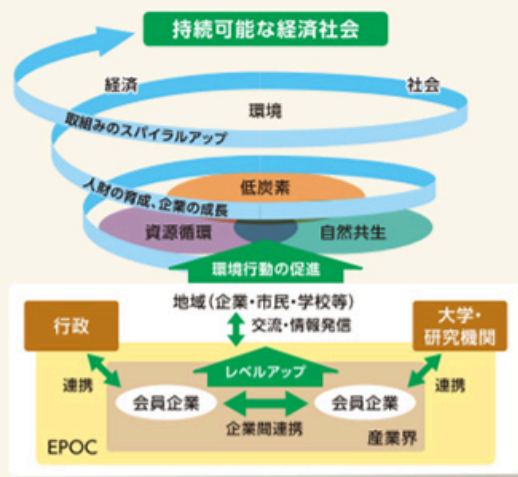 持続可能な経済社会
経済
社会
環境
取組みのスパイラルアップ
人財の育成、企業の成長
低炭素
資源循環
自然共生
環境行動の促進
地域(企業・市民・学校等)
交流・情報発信
行政
大学・
研究機関
レベルアップ
連携
連携
会員企業
会員企業
企業間連携
産業界
EPOC